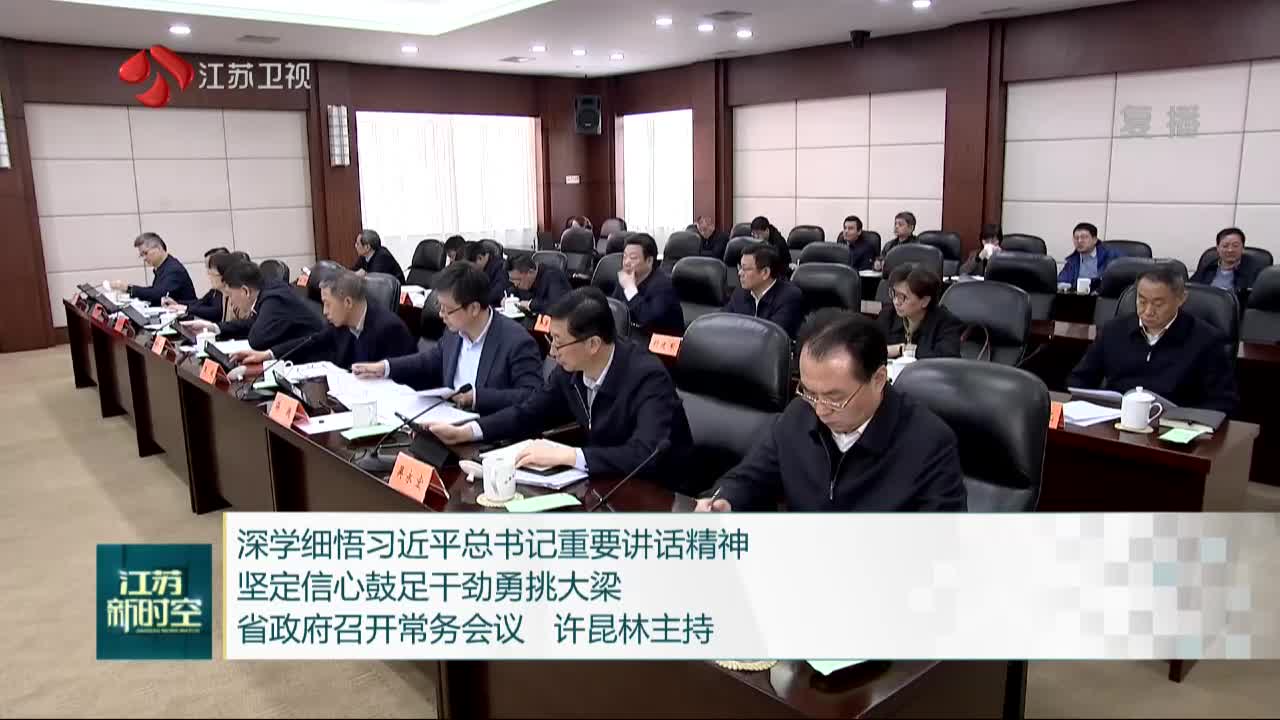 江苏卫视
复播
深学细悟习近平总书记重要讲话精神
坚定信心鼓足干劲勇挑大梁
省政府召开常务会议 许昆林主持
江苏
新时空